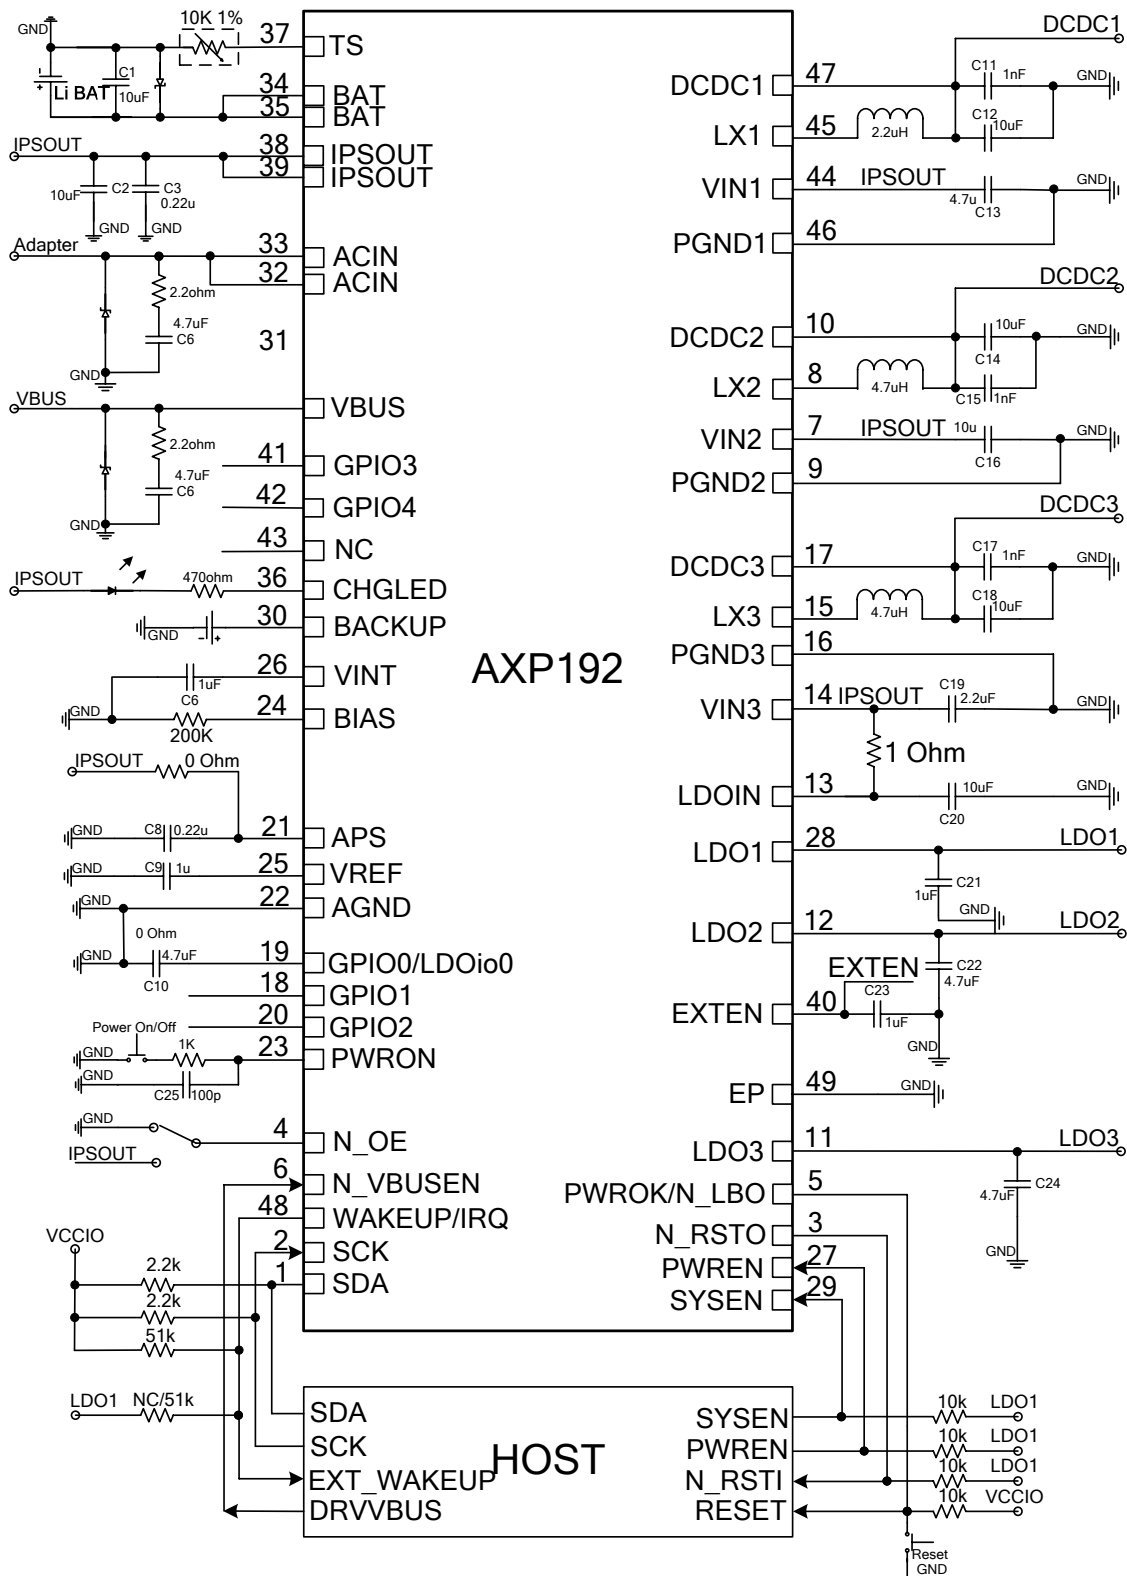 GND
10K 1%
37
TS
C1
10uF
Li BAT
34
BAT
35
BAT
IPSOUT
38
IPSOUT
39
IPSOUT
10uF
C2
C3
0.22u
GND
GND
Adapter
33
ACIN
32
ACIN
2.2ohm
4.7uF
C6
31
GND
VBUS
VBUS
2.2ohm
4.7uF
C6
GND
41
GPIO3
42
GPIO4
43
NC
IPSOUT
470ohm
36
CHGLED
GND
30
BACKUP
26
VINT
1uF
C6
GND
24
BIAS
200K
IPSOUT
0 Ohm
GND
C8
0.22u
21
APS
GND
C9
1u
25
VREF
GND
22
AGND
0 Ohm
GND
4.7uF
C10
19
GPIO0/LDOio0
18
GPIO1
20
GPIO2
Power On/Off
GND
1K
23
PWRON
GND
C25
100p
GND
4
N_OE
IPSOUT
6
N_VBUSEN
48
WAKEUP/IRQ
VCCIO
2
SCK
2.2k
1
SDA
2.2k
51k
LDO1
NC/51k
AXP192
DCDC1
DCDC1
47
C11
1nF
GND
C12
10uF
LX1
45
2.2uH
VIN1
44
IPSOUT
4.7u
C13
GND
PGND1
46
DCDC2
DCDC2
10
10uF
C14
GND
LX2
8
4.7uH
C15
1nF
VIN2
7
IPSOUT
10u
C16
GND
PGND2
9
DCDC3
DCDC3
17
C17
1nF
GND
LX3
15
4.7uH
C18
10uF
PGND3
16
VIN3
14
IPSOUT
C19
2.2uF
GND
1 Ohm
LDOIN
13
10uF
C20
GND
LDO1
28
LDO1
C21
1uF
GND
LDO2
12
LDO2
C22
4.7uF
EXTEN
EXTEN
40
C23
1uF
GND
EP
49
GND
LDO3
11
LDO3
4.7uF
C24
GND
PWROK/N_LBO
5
N_RSTO
3
PWREN
27
SYSEN
29
HOST
SDA
SCK
EXT_WAKEUP
DRVVBUS
SYSEN
10k
LDO1
PWREN
10k
LDO1
N_RSTI
10k
LDO1
RESET
10k
VCCIO
Reset
GND